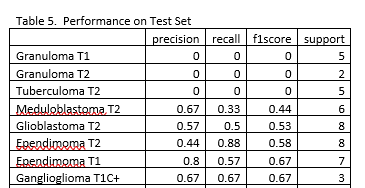 Table 5.  Performance on Test Set
precision recall f1score support
Granuloma T1 0 0 0 5
Granuloma T2 0 0 0 2
Tuberculoma T2 0 0 0 5
Meduloblastoma T2 0.67 0.33 0.44 6
Glioblastoma T2 0.57 0.5 0.53 8
Ependimoma T2 0.44 0.88 0.58 8
Ependimoma T1 0.8 0.57 0.67 7
Ganglioglioma T1C+ 0.67 0.67 0.67 3